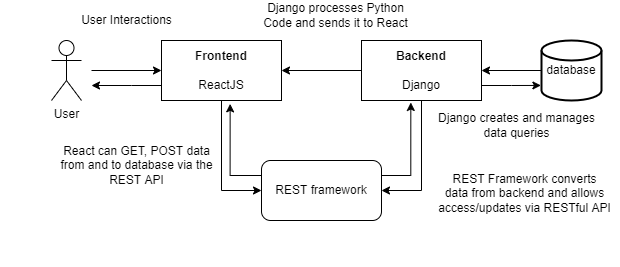 User Interactions
Django processes Python
Code and sends it to React
Frontend
ReactJS
Backend
Django
database
User
Django creates and manages
data queries
React can GET, POST data
from and to database via the
REST API
REST framework
REST Framework converts
data from backend and allows
access/updates via RESTful API